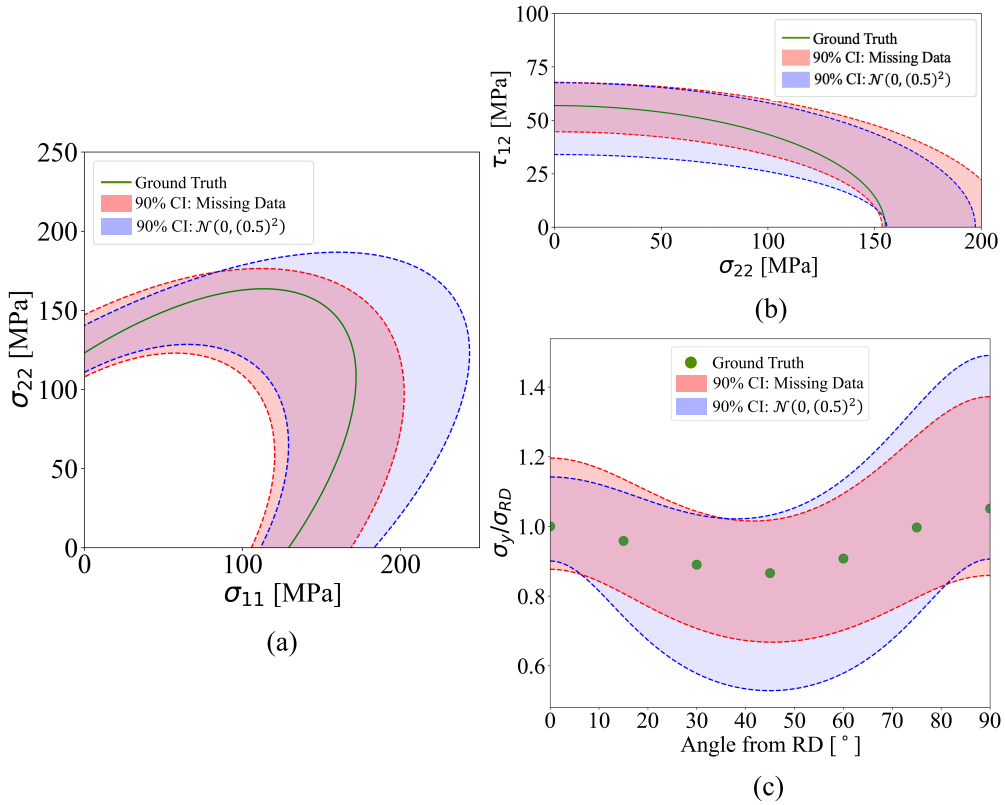 250
200
150
100
50
0
0
100
200
σ₂₂ [MPa]
σ₁₁ [MPa]
Ground Truth
90% CI: Missing Data
90% CI: 𝒩(0, (0.5)²)
(a)
100
75
50
25
0
0
50
100
150
200
τ₁₂ [MPa]
σ₂₂ [MPa]
Ground Truth
90% CI: Missing Data
90% CI: 𝒩(0, (0.5)²)
(b)
1.4
1.2
1.0
0.8
0.6
0
10
20
30
40
50
60
70
80
90
σy/σRD
Angle from RD [°]
Ground Truth
90% CI: Missing Data
90% CI: 𝒩(0, (0.5)²)
(c)